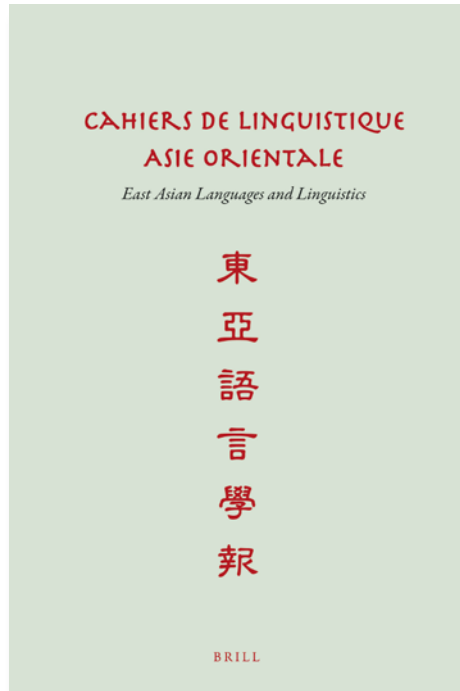 CAHIERS DE LINGUISTIQUE
ASIE ORIENTALE
East Asian Languages and Linguistics
東亞語言學報
BRILL